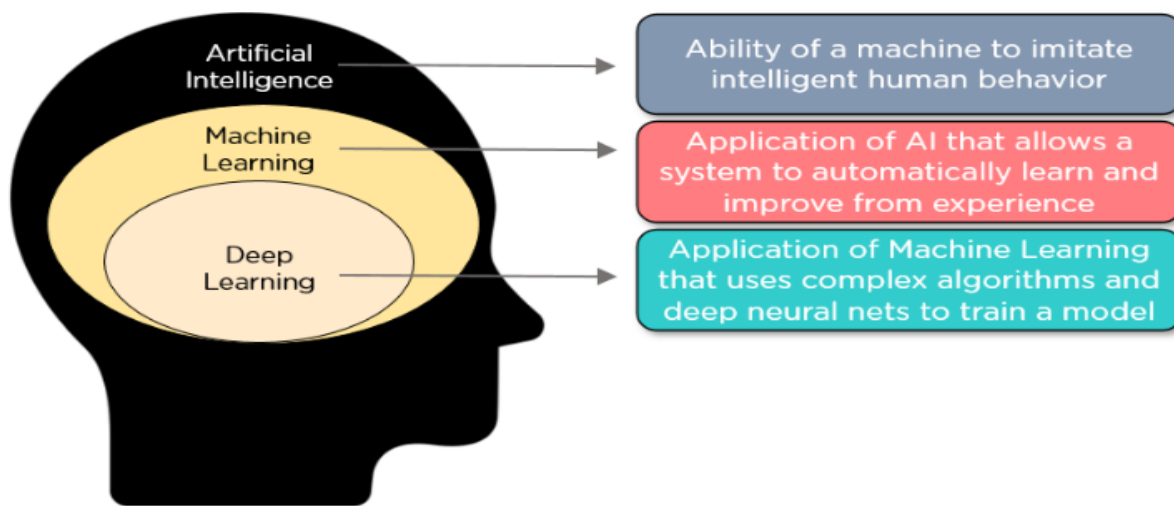 Artificial
Intelligence
Ability of a machine to imitate
intelligent human behavior
Machine
Learning
Application of AI that allows a
system to automatically learn and
improve from experience
Deep
Learning
Application of Machine Learning
that uses complex algorithms and
deep neural nets to train a model